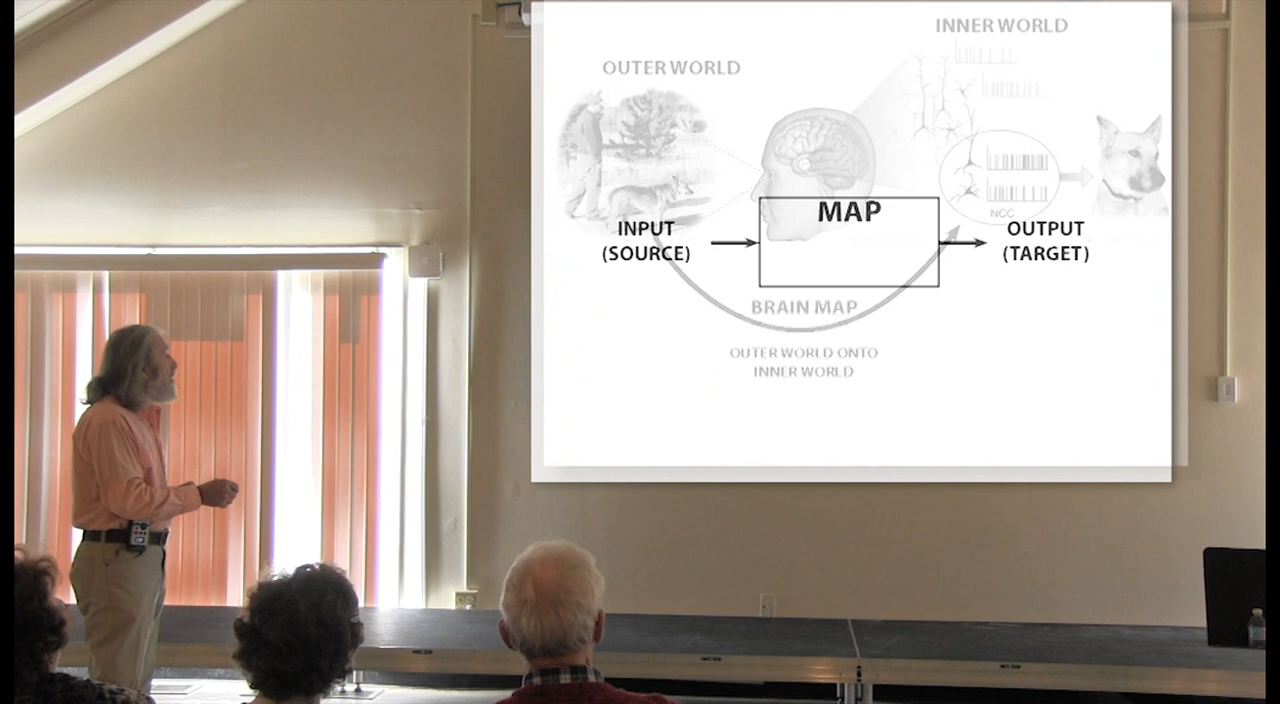 INNER WORLD
OUTER WORLD
MAP
NCC
INPUT
(SOURCE)
OUTPUT
(TARGET)
BRAIN MAP
OUTER WORLD ONTO
INNER WORLD